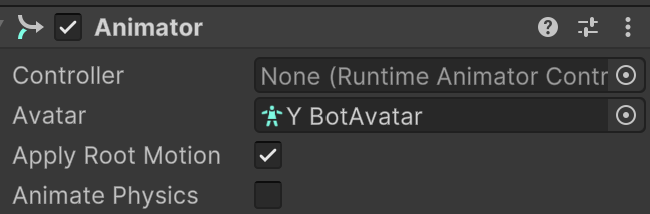 Animator
Controller None (Runtime Animator Contr
Avatar Y BotAvatar
Apply Root Motion
Animate Physics